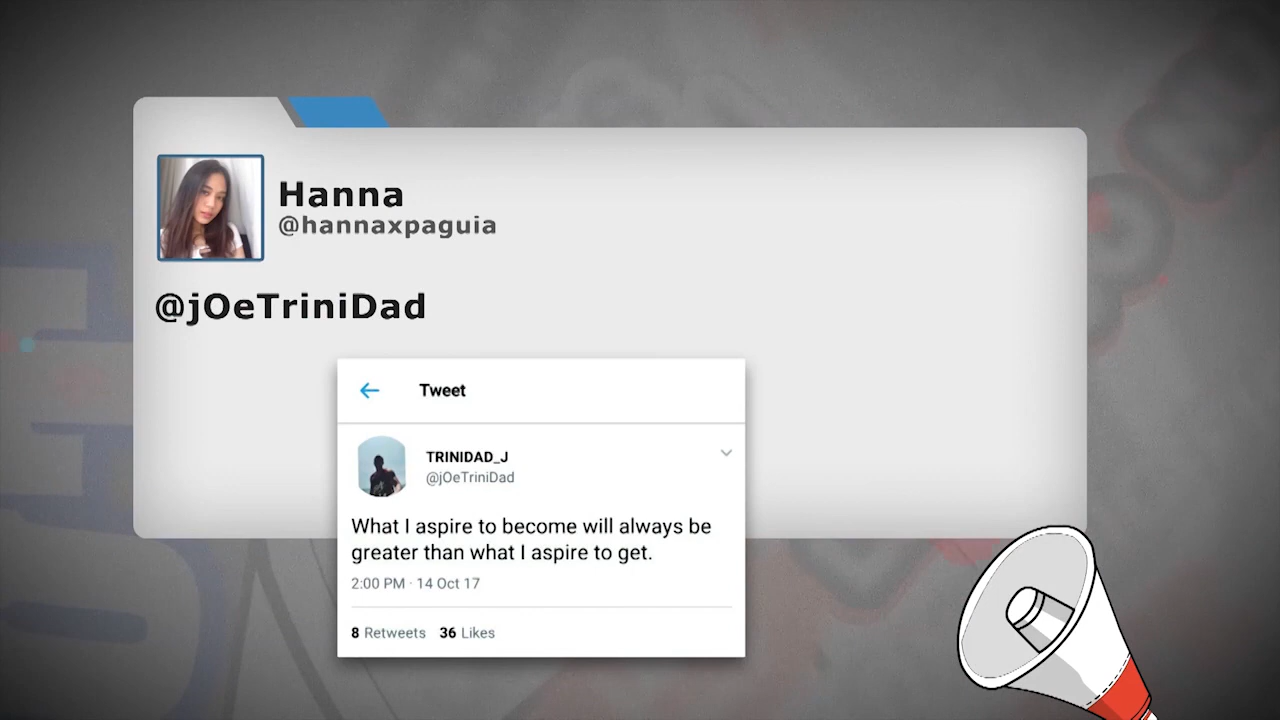 Hanna
@hannaxpaguia
@jOeTriniDad
Tweet
TRINIDAD_J
@jOeTriniDad
What I aspire to become will always be
greater than what I aspire to get.
2:00 PM · 14 Oct 17
8 Retweets 36 Likes